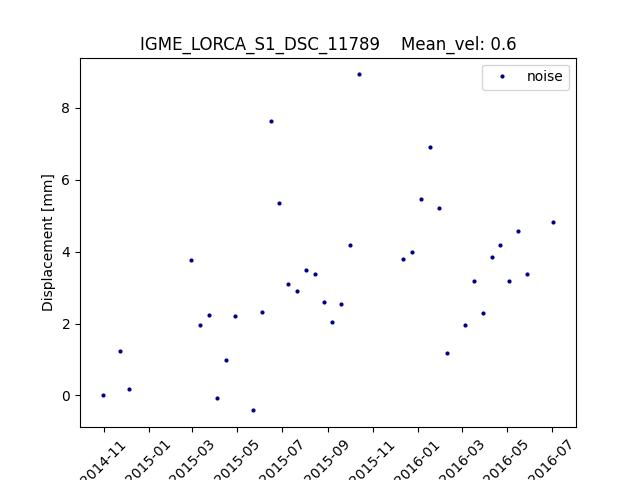 IGME_LORCA_S1_DSC_11789 Mean_vel: 0.6
noise
Displacement [mm]
8
6
4
2
0
2014-11 2015-01 2015-03 2015-05 2015-07 2015-09 2015-11 2016-01 2016-03 2016-05 2016-07